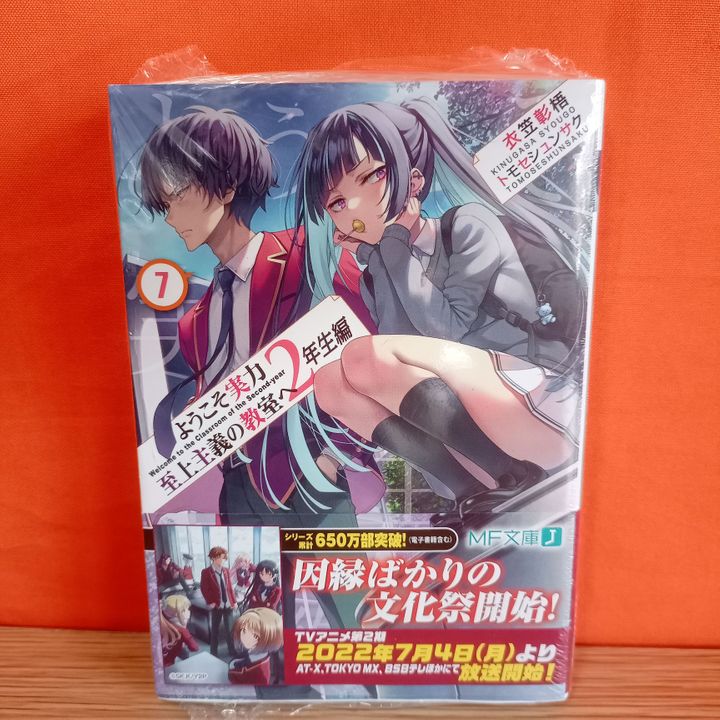 衣笠彰梧
KINUGASA SYOUGO
トモセシュンサク
TOMOSESHUNSAKU
7
ようこそ実力
Welcome to the Classroom of the Second-year
至上主義の教室へ2年生編
シリーズ
累計 650万部突破! (電子書籍含む)
MF文庫J
因縁ばかりの
文化祭開始!
TVアニメ第2期
2022年7月4日(月)より
AT-X、TOKYO MX、BS日テレほかにて放送開始!